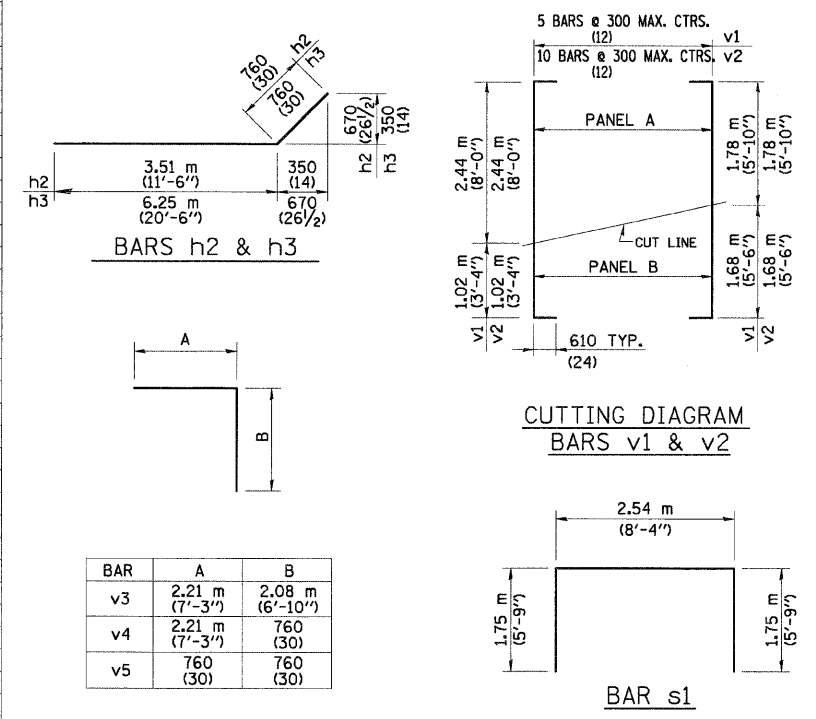 760
(30)
760
(30)
h2
h3
670
(26 1/2)
350
(14)
h2
h3
3.51 m
(11'-6")
350
(14)
h2
h3
6.25 m
(20'-6")
670
(26 1/2)
BARS h2 & h3
5 BARS @ 300 MAX. CTRS.
(12)
v1
10 BARS @ 300 MAX. CTRS. v2
(12)
PANEL A
2.44 m
(8'-0")
2.44 m
(8'-0")
1.78 m
(5'-10")
1.78 m
(5'-10")
CUT LINE
PANEL B
1.02 m
(3'-4")
1.02 m
(3'-4")
1.68 m
(5'-6")
1.68 m
(5'-6")
v1
v2
v1
v2
610 TYP.
(24)
CUTTING DIAGRAM
BARS v1 & v2
A
B
BAR A B
v3 2.21 m (7'-3") 2.08 m (6'-10")
v4 2.21 m (7'-3") 760 (30)
v5 760 (30) 760 (30)
2.54 m
(8'-4")
1.75 m
(5'-9")
1.75 m
(5'-9")
BAR s1